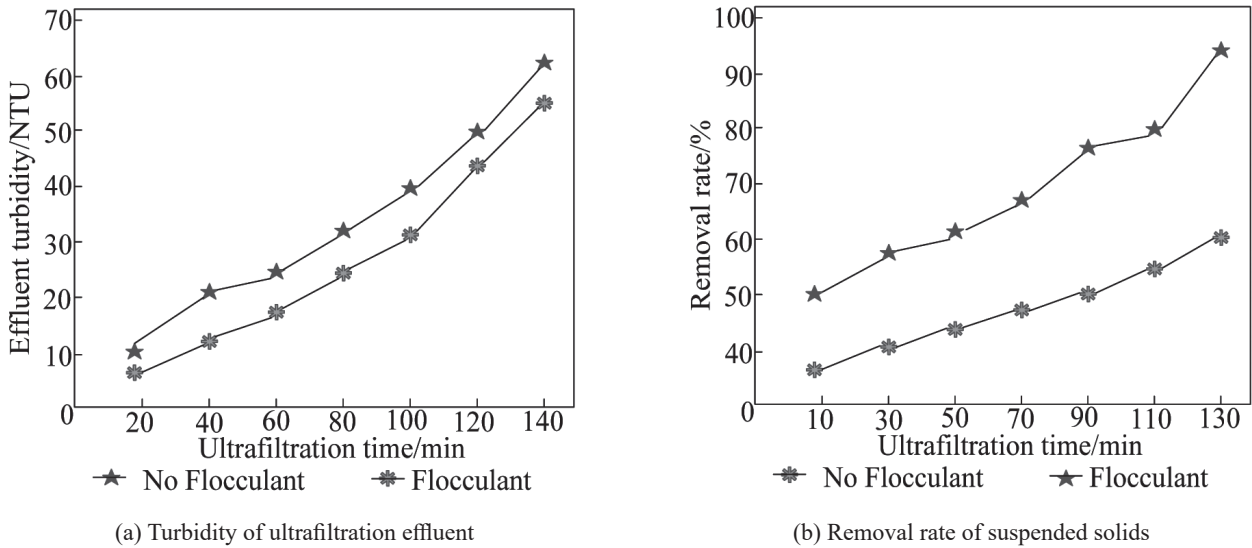 70
60
50
40
30
20
10
0
Effluent turbidity/NTU
20 40 60 80 100 120 140
Ultrafiltration time/min
No Flocculant Flocculant
(a) Turbidity of ultrafiltration effluent
100
90
80
70
60
50
40
0
Removal rate/%
10 30 50 70 90 110 130
Ultrafiltration time/min
No Flocculant Flocculant
(b) Removal rate of suspended solids